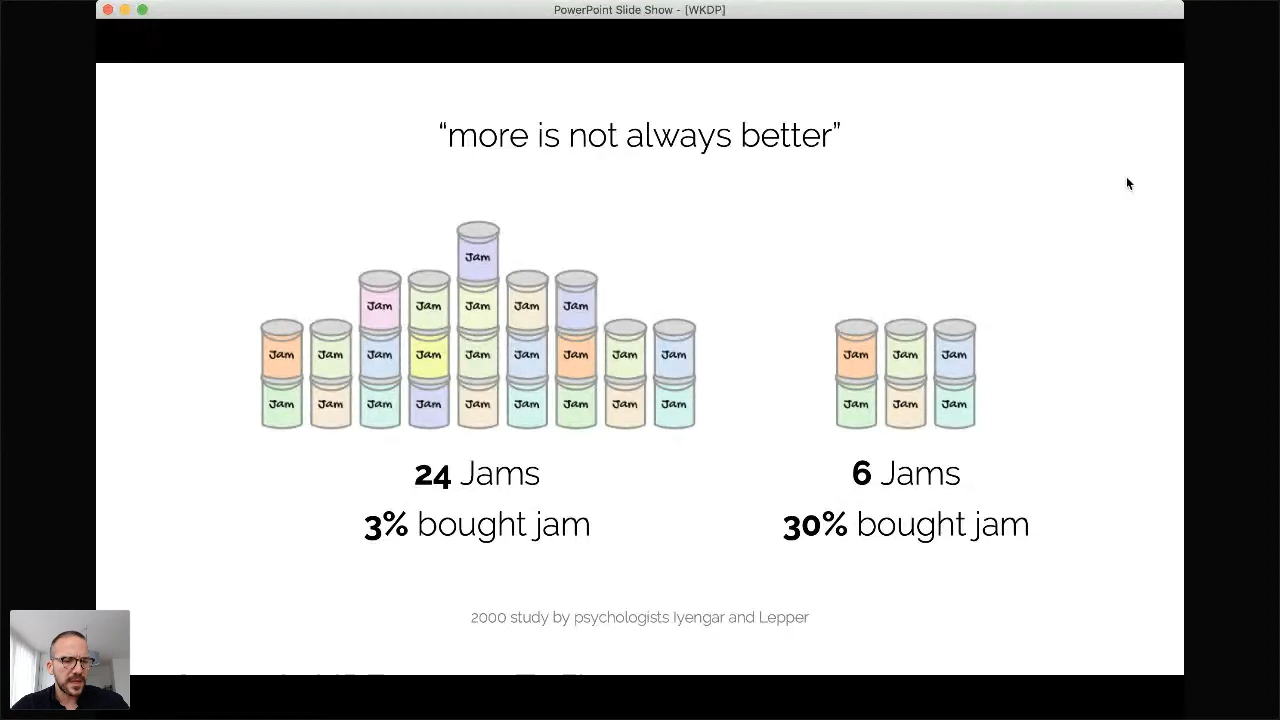 PowerPoint Slide Show - [WKDP]
“more is not always better”
Jam
Jam Jam Jam Jam Jam
Jam Jam Jam Jam Jam Jam Jam Jam Jam Jam Jam Jam
Jam Jam Jam Jam Jam Jam Jam Jam Jam Jam Jam Jam
24 Jams 6 Jams
3% bought jam 30% bought jam
2000 study by psychologists Iyengar and Lepper